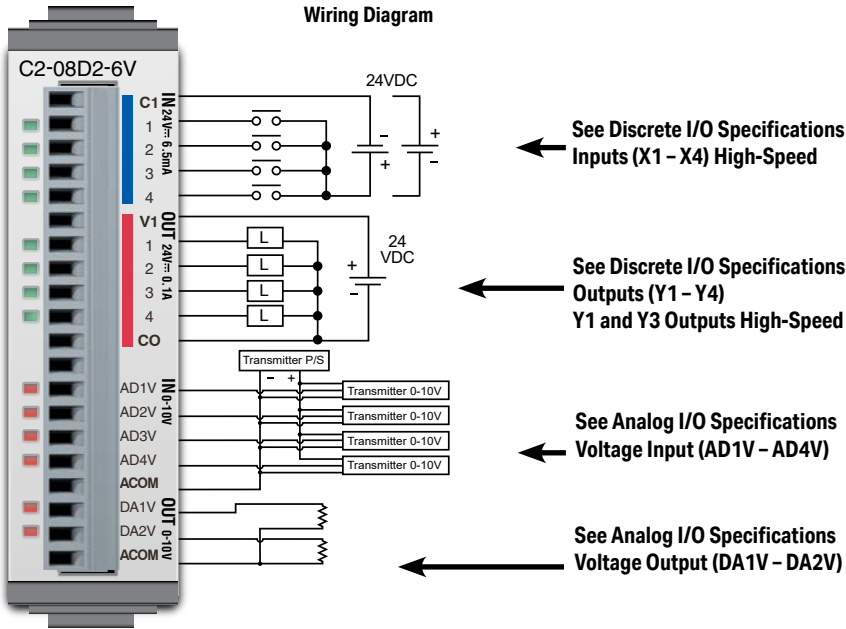 Wiring Diagram
C2-08D2-6V
C1
1
2
3
4
IN 24V⎓ 6.5mA
24VDC
-
+
+
-
See Discrete I/O Specifications
Inputs (X1 – X4) High-Speed
V1
1
2
3
4
CO
OUT 24V⎓ 0.1A
L
L
L
L
24
VDC
+
-
See Discrete I/O Specifications
Outputs (Y1 – Y4)
Y1 and Y3 Outputs High-Speed
Transmitter P/S
- +
AD1V
AD2V
AD3V
AD4V
ACOM
IN 0-10V
Transmitter 0-10V
Transmitter 0-10V
Transmitter 0-10V
Transmitter 0-10V
See Analog I/O Specifications
Voltage Input (AD1V – AD4V)
DA1V
DA2V
ACOM
OUT 0-10V
See Analog I/O Specifications
Voltage Output (DA1V – DA2V)